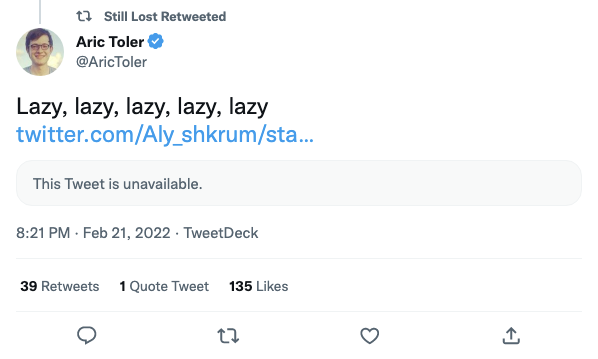 Still Lost Retweeted
Aric Toler
@AricToler
Lazy, lazy, lazy, lazy, lazy
twitter.com/Aly_shkrum/sta...
This Tweet is unavailable.
8:21 PM · Feb 21, 2022 · TweetDeck
39 Retweets 1 Quote Tweet 135 Likes